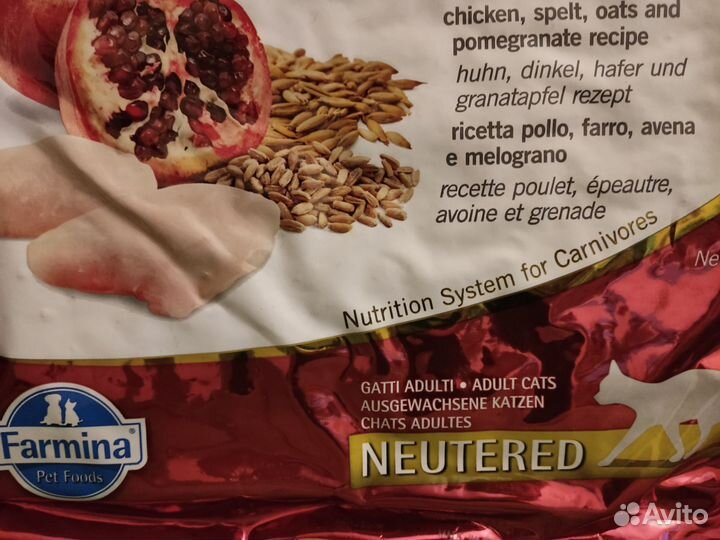 chicken, spelt, oats and
pomegranate recipe
huhn, dinkel, hafer und
granatapfel rezept
ricetta pollo, farro, avena
e melograno
recette poulet, épeautre,
avoine et grenade
Nutrition System for Carnivores
Ne
GATTI ADULTI • ADULT CATS
AUSGEWACHSENE KATZEN
CHATS ADULTES
NEUTERED
Farmina®
Pet Foods
Avito